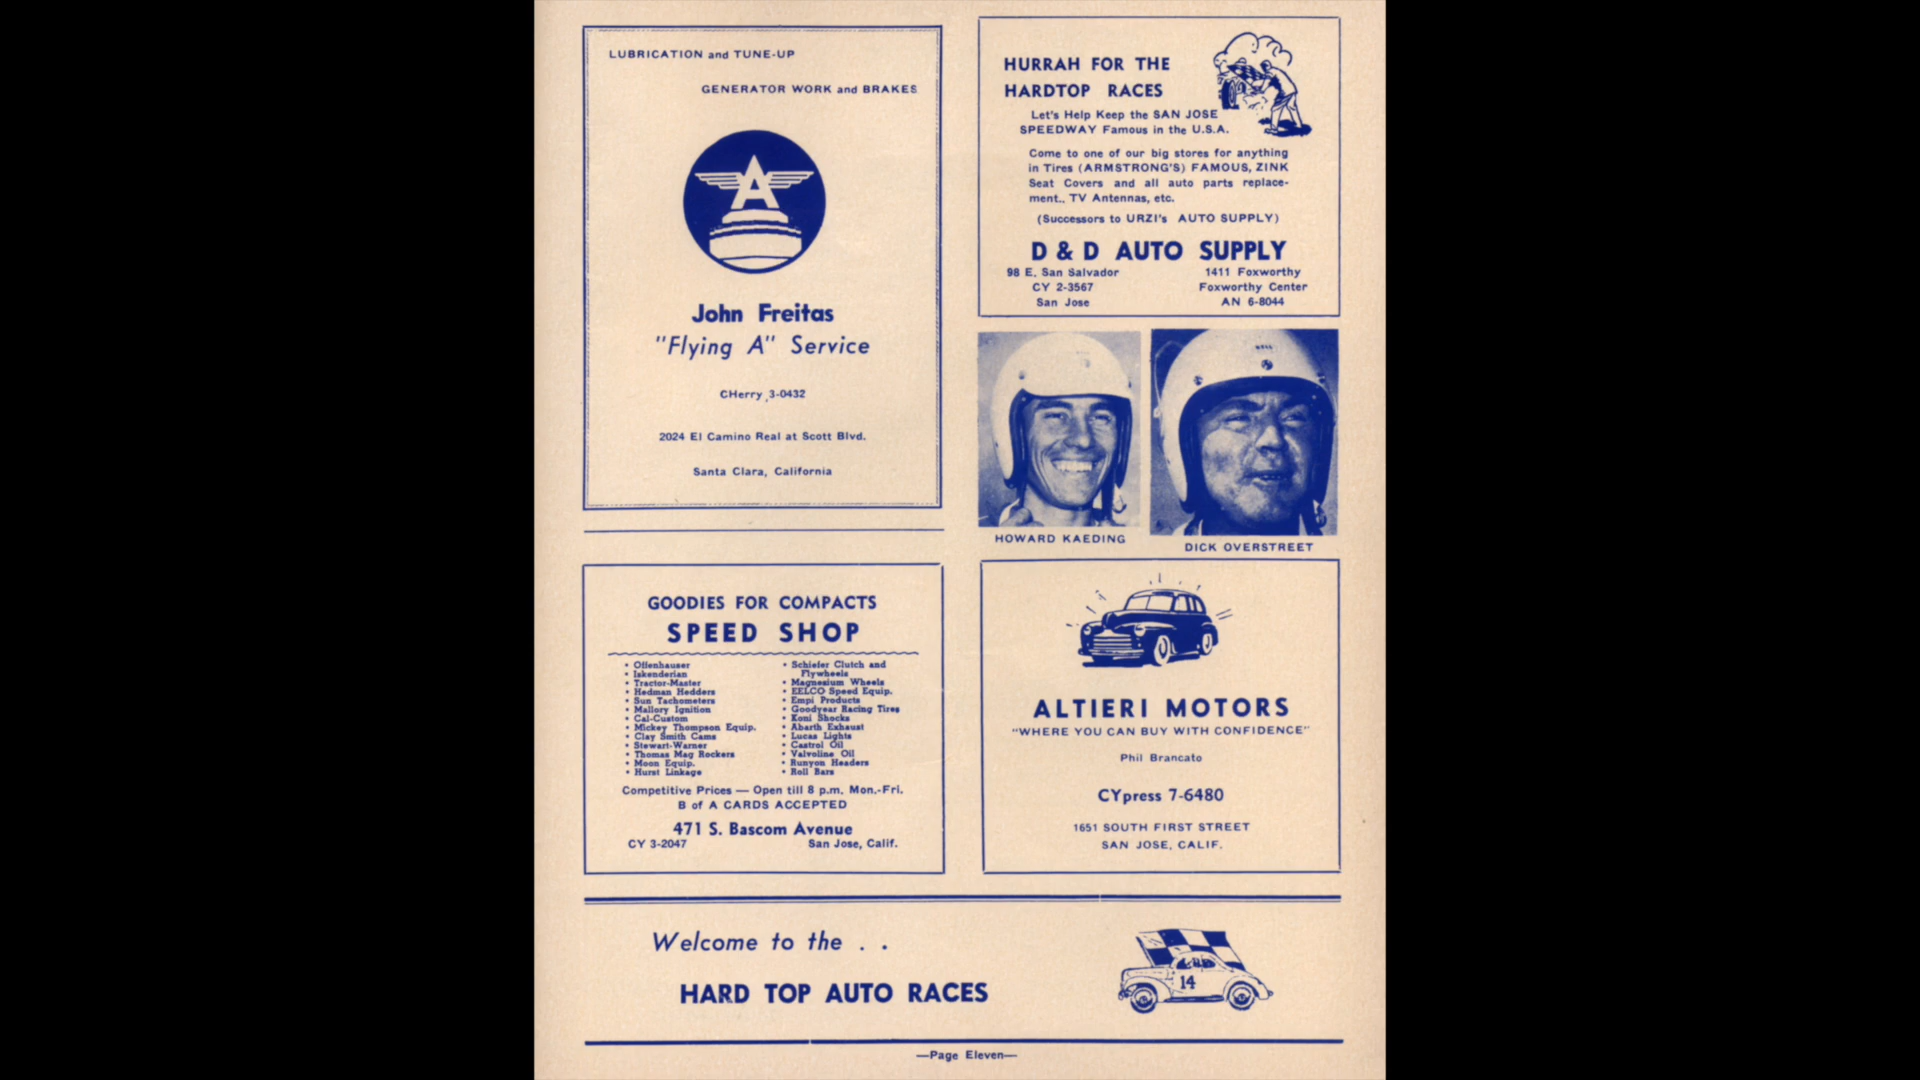 LUBRICATION and TUNE-UP
GENERATOR WORK and BRAKES
A
John Freitas
"Flying A" Service
CHerry 3-0432
2024 El Camino Real at Scott Blvd.
Santa Clara, California
HURRAH FOR THE
HARDTOP RACES
Let's Help Keep the SAN JOSE
SPEEDWAY Famous in the U.S.A.
Come to one of our big stores for anything
in Tires (ARMSTRONG'S) FAMOUS, ZINK
Seat Covers and all auto parts replace-
ment., TV Antennas, etc.
(Successors to URZI's AUTO SUPPLY)
D & D AUTO SUPPLY
98 E. San Salvador
CY 2-3567
San Jose
1411 Foxworthy
Foxworthy Center
AN 6-8044
HOWARD KAEDING
DICK OVERSTREET
GOODIES FOR COMPACTS
SPEED SHOP
• Offenhauser
• Iskenderian
• Tractor-Master
• Hedman Hedders
• Sun Tachometers
• Mallory Ignition
• Cal-Custom
• Mickey Thompson Equip.
• Clay Smith Cams
• Stewart-Warner
• Thomas Mag Rockers
• Moon Equip.
• Hurst Linkage
• Schiefer Clutch and
Flywheels
• Magnesium Wheels
• EELCO Speed Equip.
• Empi Products
• Goodyear Racing Tires
• Koni Shocks
• Abarth Exhaust
• Lucas Lights
• Castrol Oil
• Valvoline Oil
• Runyon Headers
• Roll Bars
Competitive Prices — Open till 8 p.m. Mon.-Fri.
B of A CARDS ACCEPTED
471 S. Bascom Avenue
CY 3-2047 San Jose, Calif.
ALTIERI MOTORS
"WHERE YOU CAN BUY WITH CONFIDENCE"
Phil Brancato
CYpress 7-6480
1651 SOUTH FIRST STREET
SAN JOSE, CALIF.
Welcome to the . .
HARD TOP AUTO RACES
14
—Page Eleven—